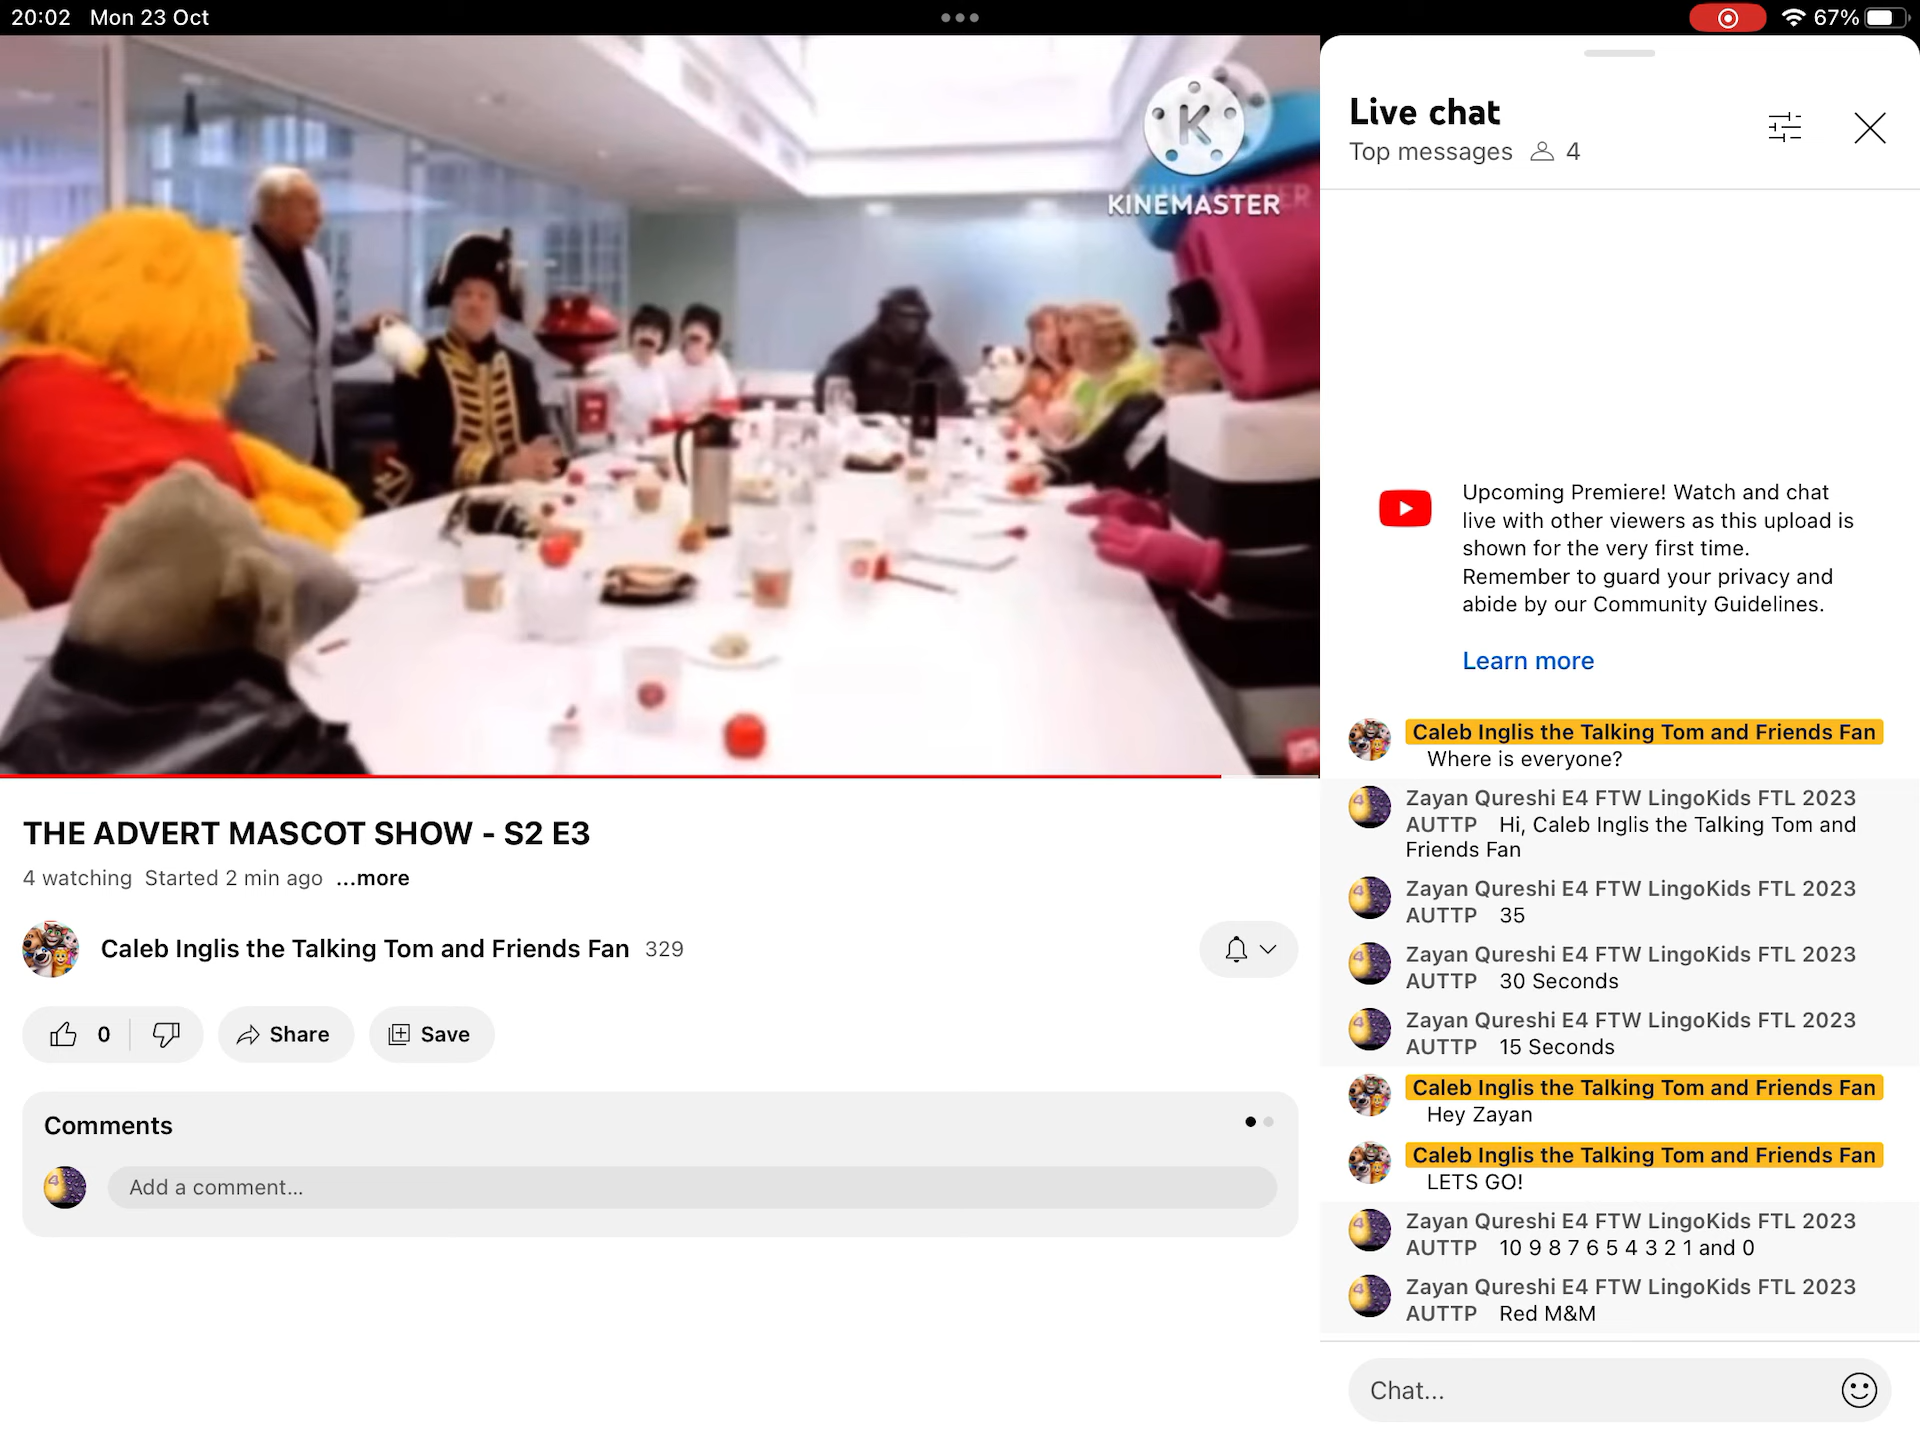 20:02 Mon 23 Oct
67%
K
KINEMASTER
Live chat
Top messages 4
Upcoming Premiere! Watch and chat
live with other viewers as this upload is
shown for the very first time.
Remember to guard your privacy and
abide by our Community Guidelines.
Learn more
Caleb Inglis the Talking Tom and Friends Fan
Where is everyone?
Zayan Qureshi E4 FTW LingoKids FTL 2023
AUTTP Hi, Caleb Inglis the Talking Tom and
Friends Fan
Zayan Qureshi E4 FTW LingoKids FTL 2023
AUTTP 35
Zayan Qureshi E4 FTW LingoKids FTL 2023
AUTTP 30 Seconds
Zayan Qureshi E4 FTW LingoKids FTL 2023
AUTTP 15 Seconds
Caleb Inglis the Talking Tom and Friends Fan
Hey Zayan
Caleb Inglis the Talking Tom and Friends Fan
LETS GO!
Zayan Qureshi E4 FTW LingoKids FTL 2023
AUTTP 10 9 8 7 6 5 4 3 2 1 and 0
Zayan Qureshi E4 FTW LingoKids FTL 2023
AUTTP Red M&M
Chat...
THE ADVERT MASCOT SHOW - S2 E3
4 watching Started 2 min ago ...more
Caleb Inglis the Talking Tom and Friends Fan 329
0 Share Save
Comments
Add a comment...